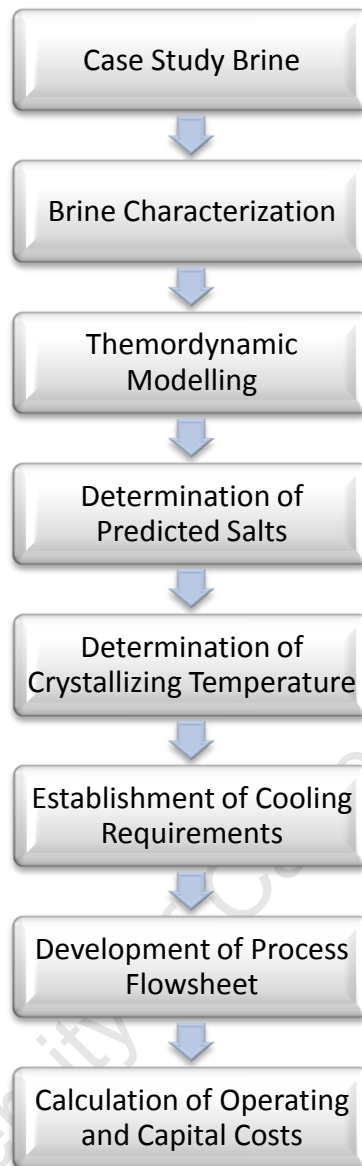 Case Study Brine
Brine Characterization
Themordynamic
Modelling
Determination of
Predicted Salts
Determination of
Crystallizing Temperature
Establishment of Cooling
Requirements
Development of Process
Flowsheet
Calculation of Operating
and Capital Costs